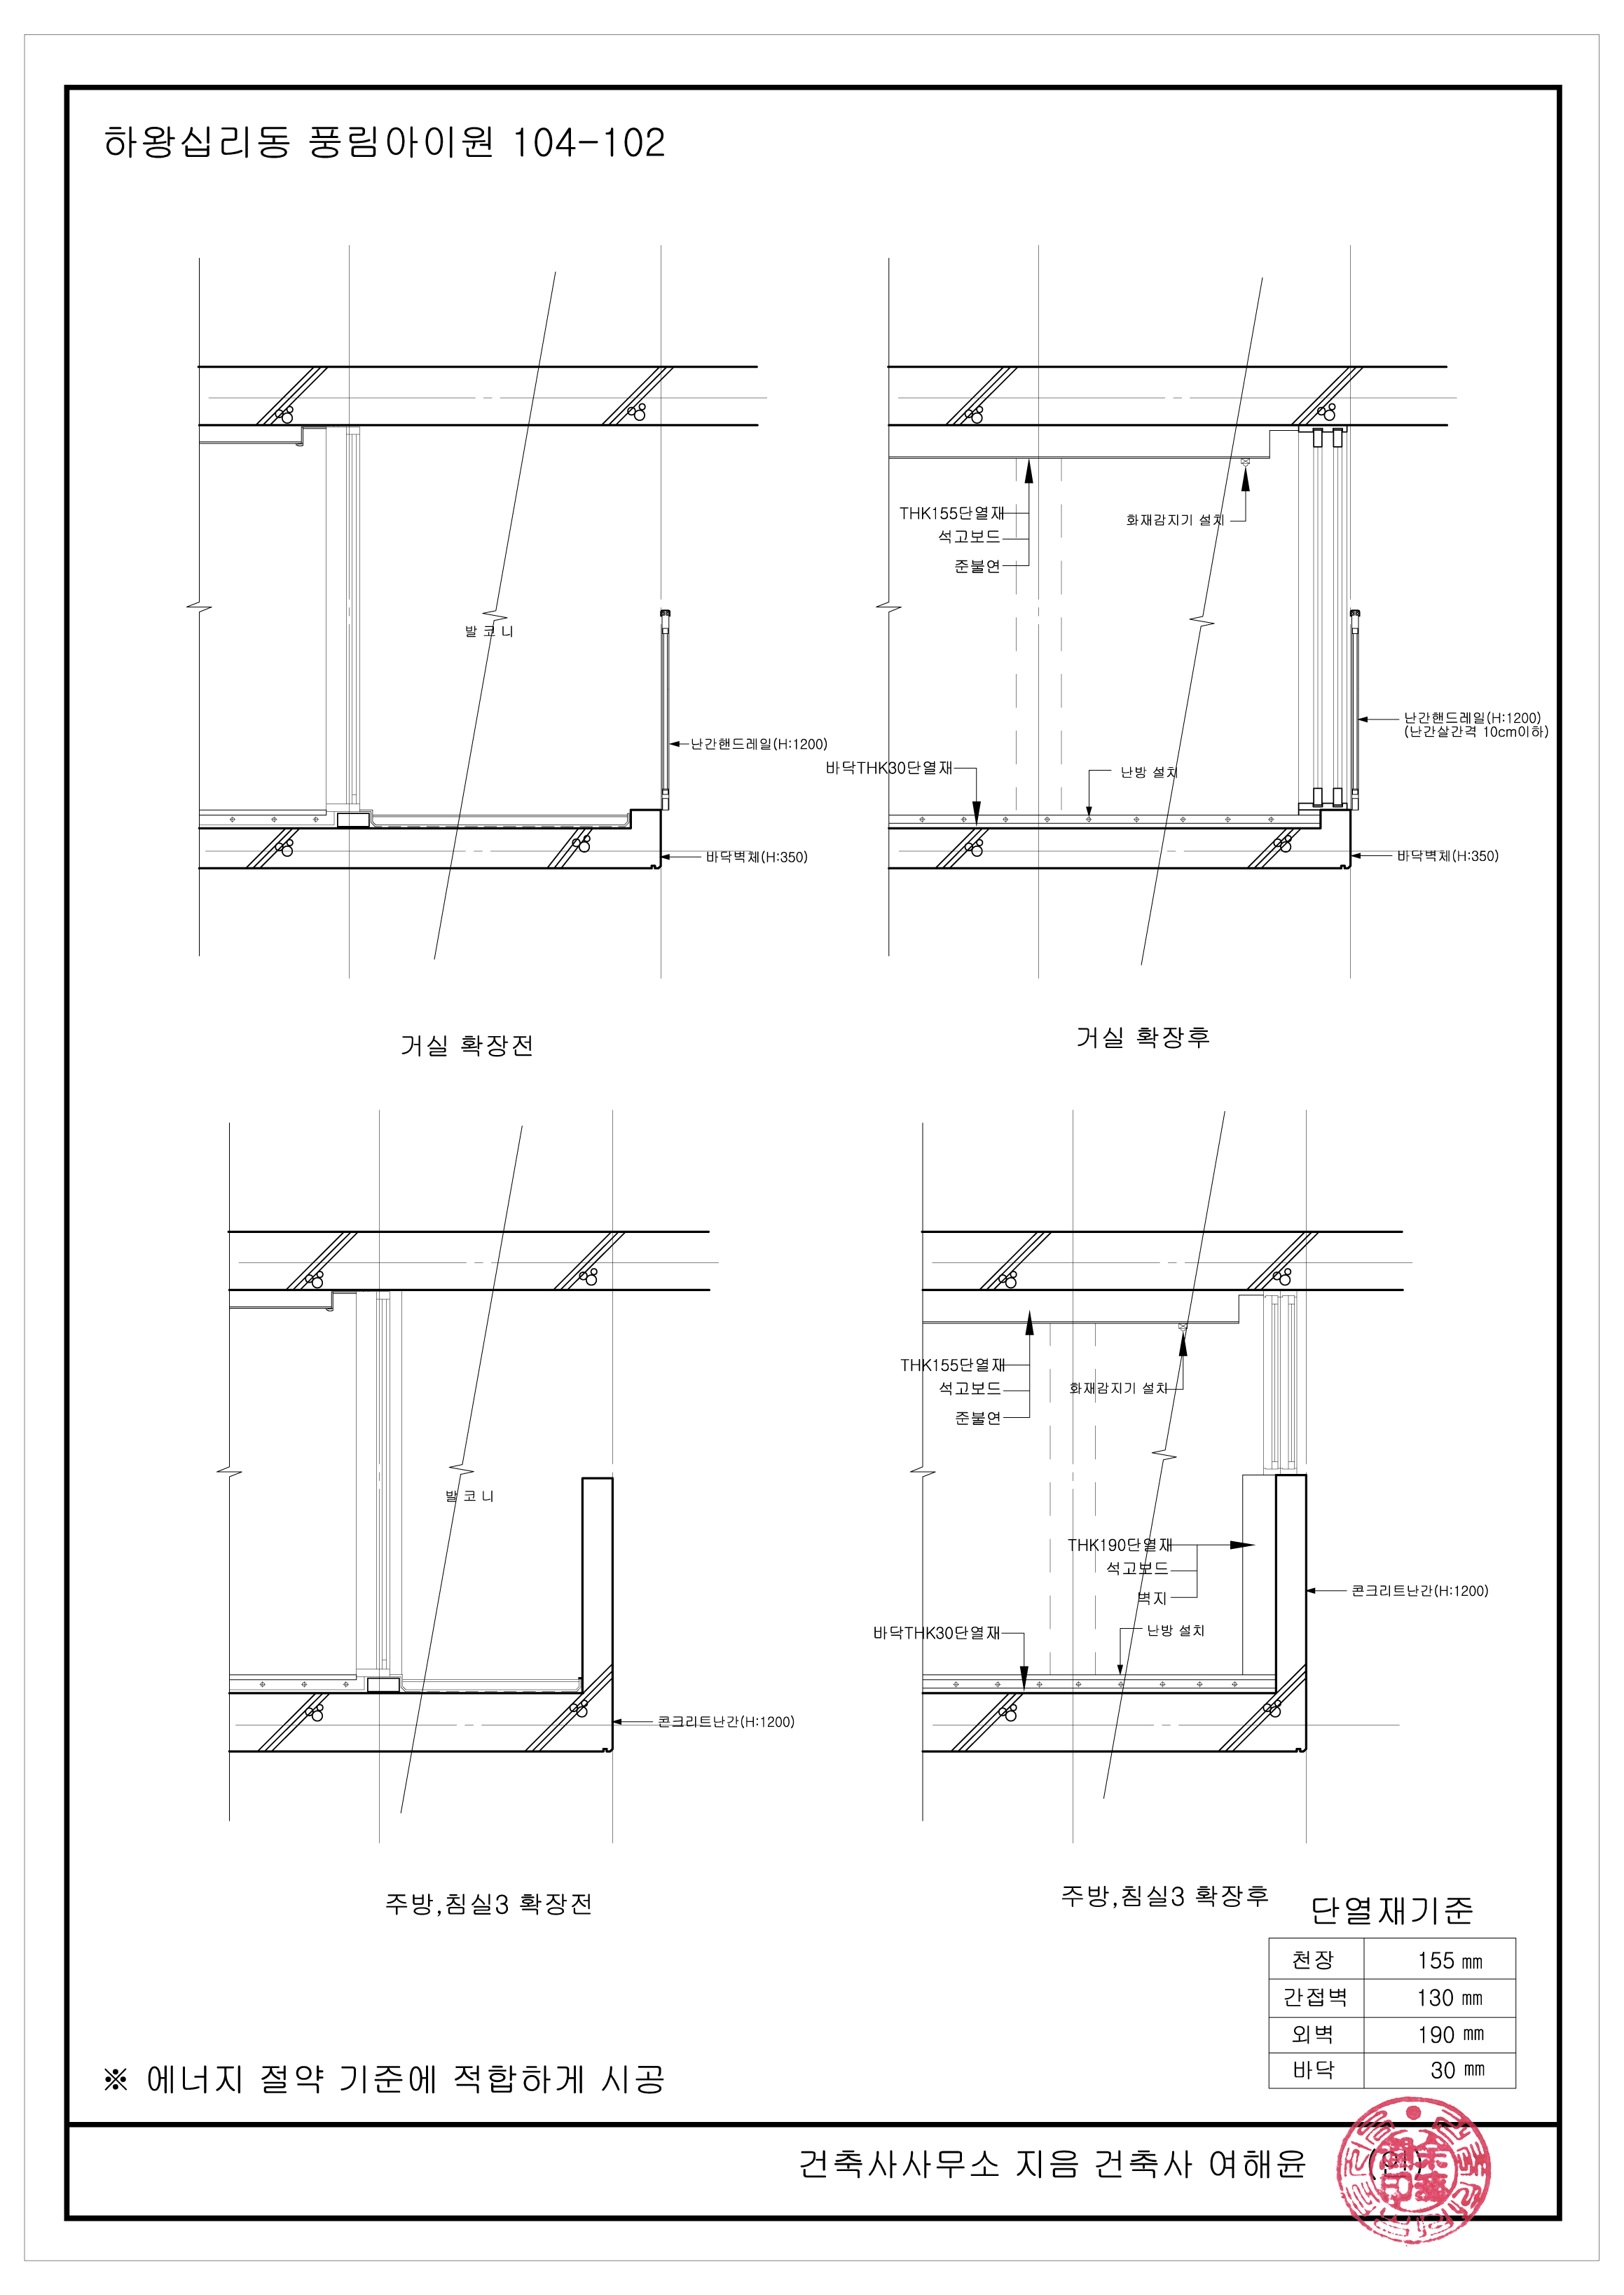 하왕십리동 풍림아이원 104-102
발 코 니
난간핸드레일(H:1200)
바닥벽체(H:350)
거실 확장전
THK155단열재
석고보드
준불연
화재감지기 설치
난간핸드레일(H:1200)
(난간살간격 10cm이하)
바닥THK30단열재
난방 설치
바닥벽체(H:350)
거실 확장후
발 코 니
콘크리트난간(H:1200)
주방,침실3 확장전
THK155단열재
석고보드
준불연
화재감지기 설치
THK190단열재
석고보드
벽지
콘크리트난간(H:1200)
바닥THK30단열재
난방 설치
주방,침실3 확장후
단열재기준
천장 155 ㎜
간접벽 130 ㎜
외벽 190 ㎜
바닥 30 ㎜
※ 에너지 절약 기준에 적합하게 시공
건축사사무소 지음 건축사 여해윤